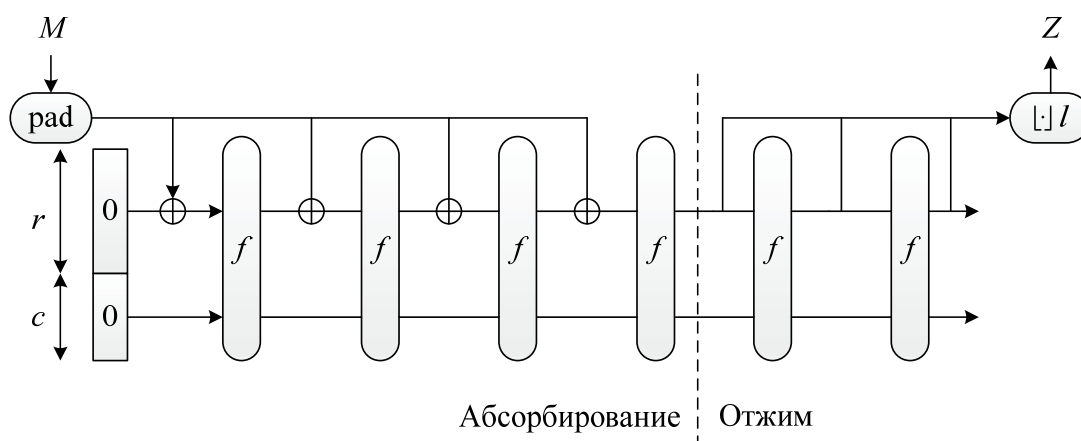 M Z
pad ⌊·⌋ l
r 0 f f f f f f
c 0
Абсорбирование Отжим